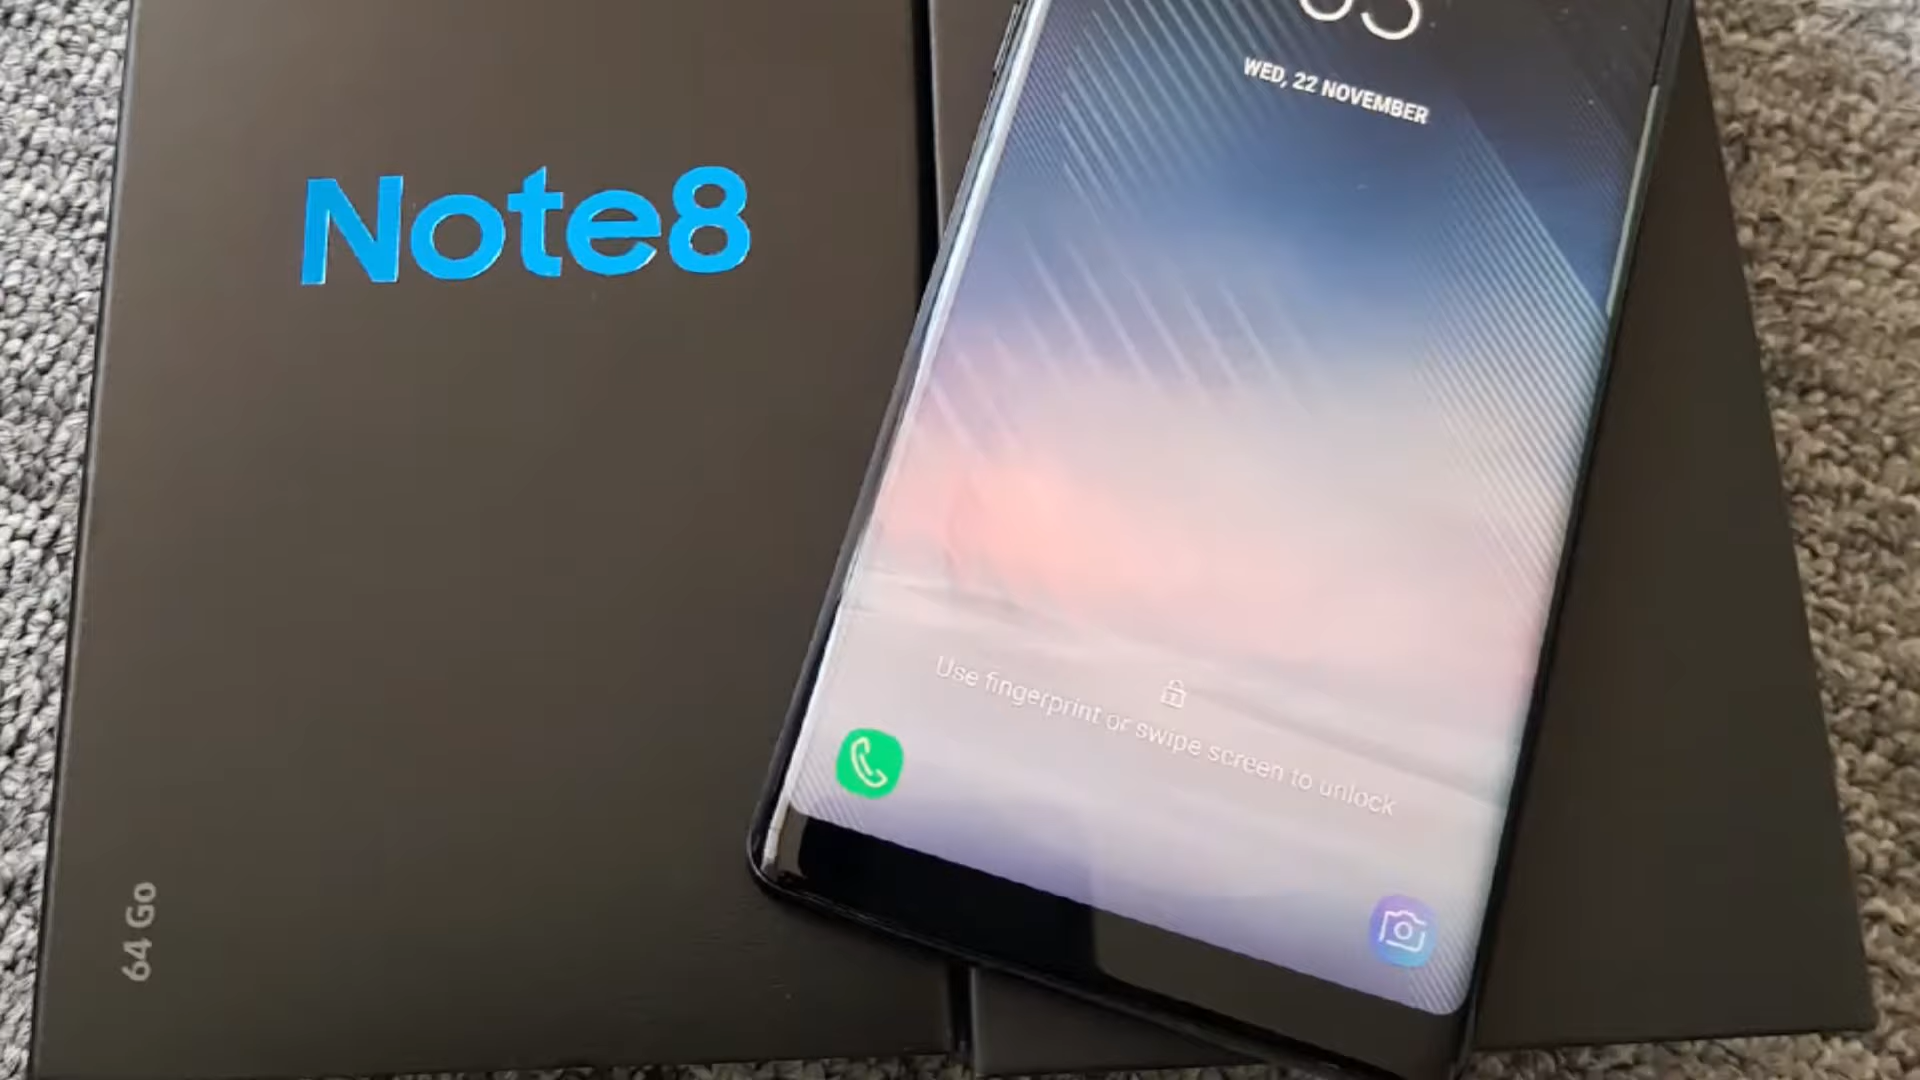 Note8
64 Go
WED, 22 NOVEMBER
Use fingerprint or swipe screen to unlock